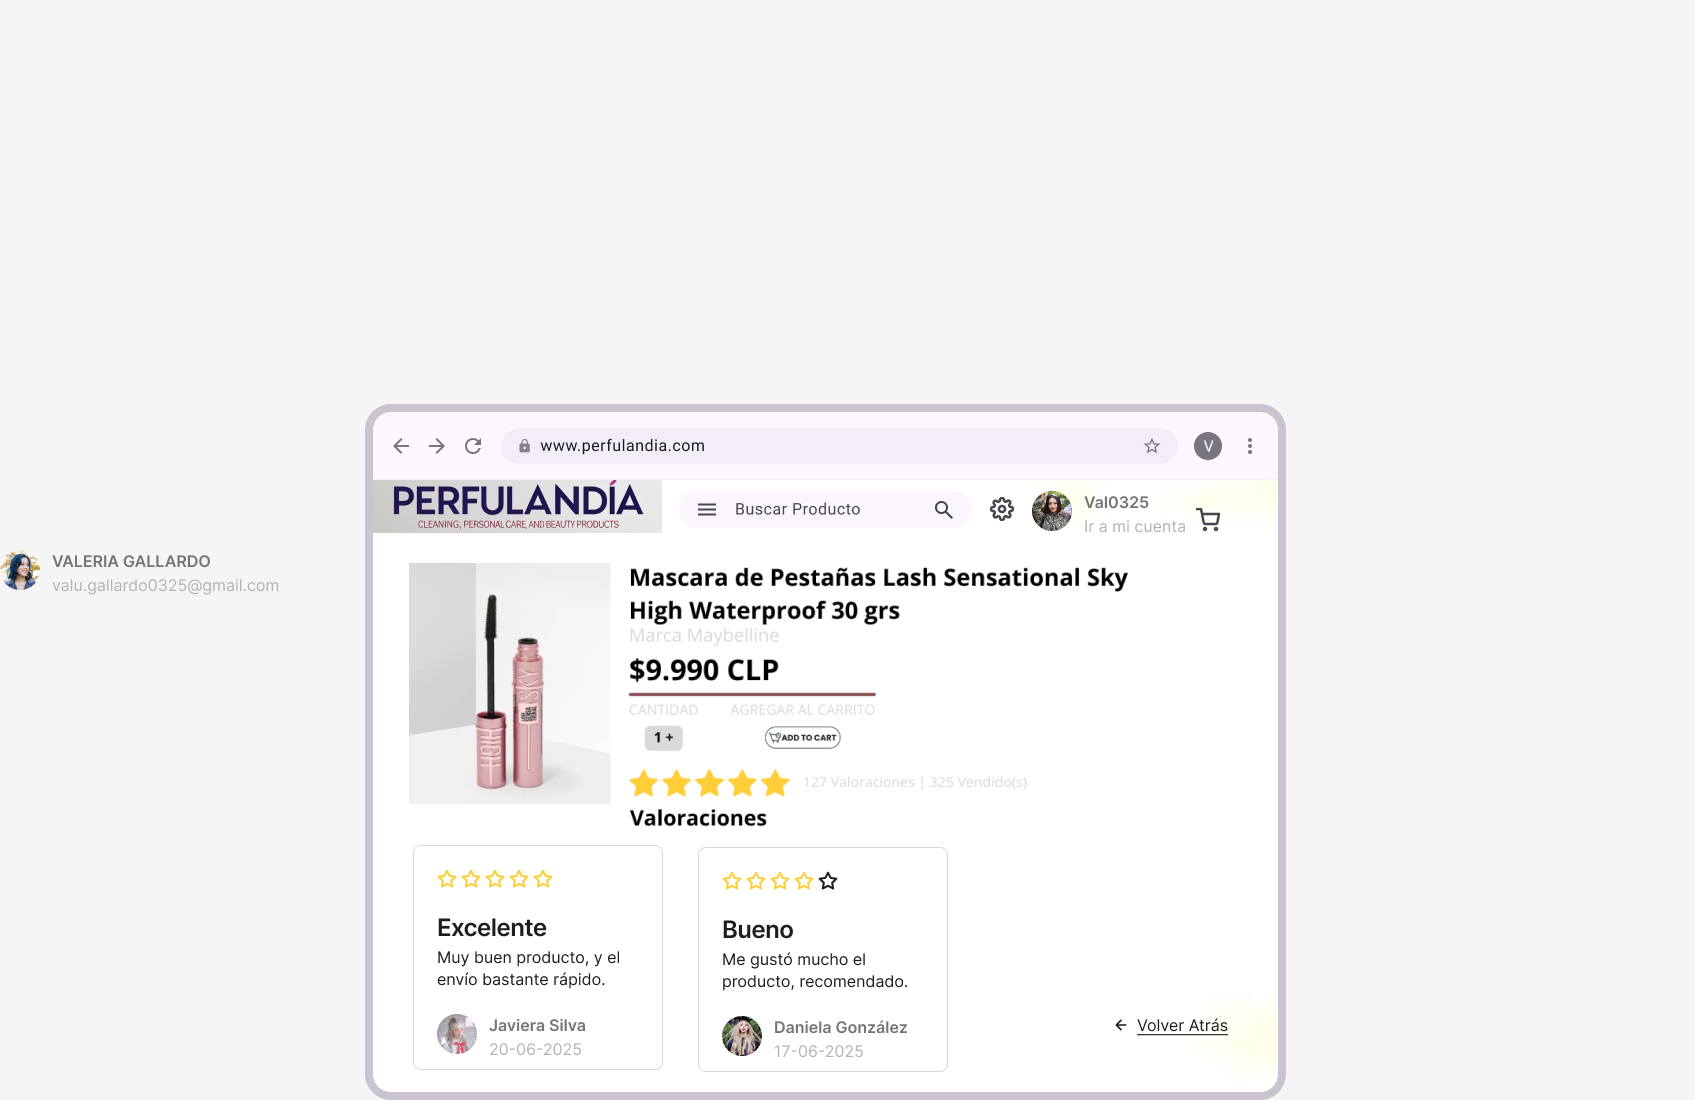 www.perfulandia.com
V
PERFULANDÍA
CLEANING, PERSONAL CARE, AND BEAUTY PRODUCTS
Buscar Producto
Val0325
Ir a mi cuenta
VALERIA GALLARDO
valu.gallardo0325@gmail.com
Mascara de Pestañas Lash Sensational Sky
High Waterproof 30 grs
Marca Maybelline
$9.990 CLP
CANTIDAD AGREGAR AL CARRITO
1 + ADD TO CART
127 Valoraciones | 325 Vendido(s)
Valoraciones
SKY
HIGH
Excelente
Muy buen producto, y el
envío bastante rápido.
Javiera Silva
20-06-2025
Bueno
Me gustó mucho el
producto, recomendado.
Daniela González
17-06-2025
Volver Atrás